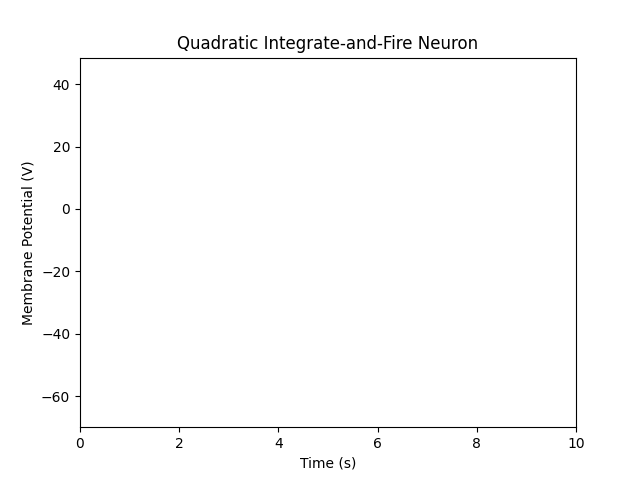 Quadratic Integrate-and-Fire Neuron
Membrane Potential (V)
40
20
0
−20
−40
−60
0 2 4 6 8 10
Time (s)